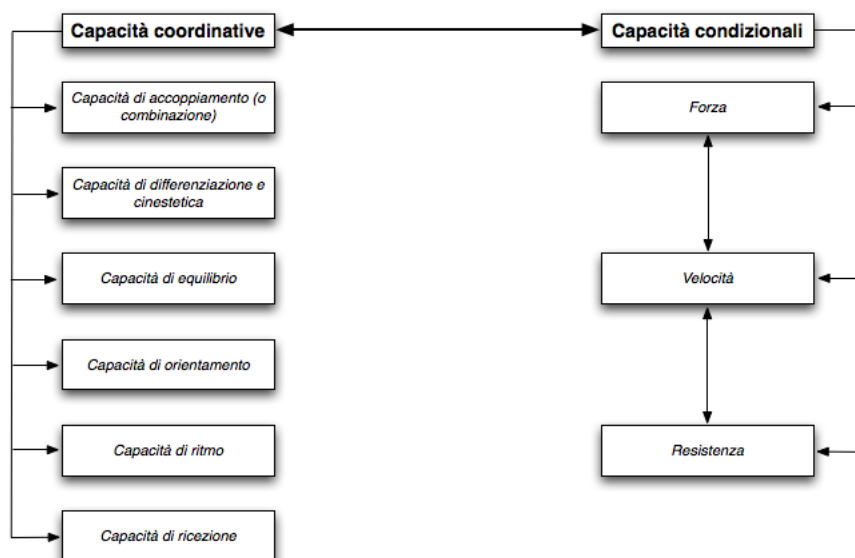 Capacità coordinative
Capacità condizionali
Capacità di accoppiamento (o
combinazione)
Forza
Capacità di differenziazione e
cinestetica
Capacità di equilibrio
Velocità
Capacità di orientamento
Capacità di ritmo
Resistenza
Capacità di ricezione